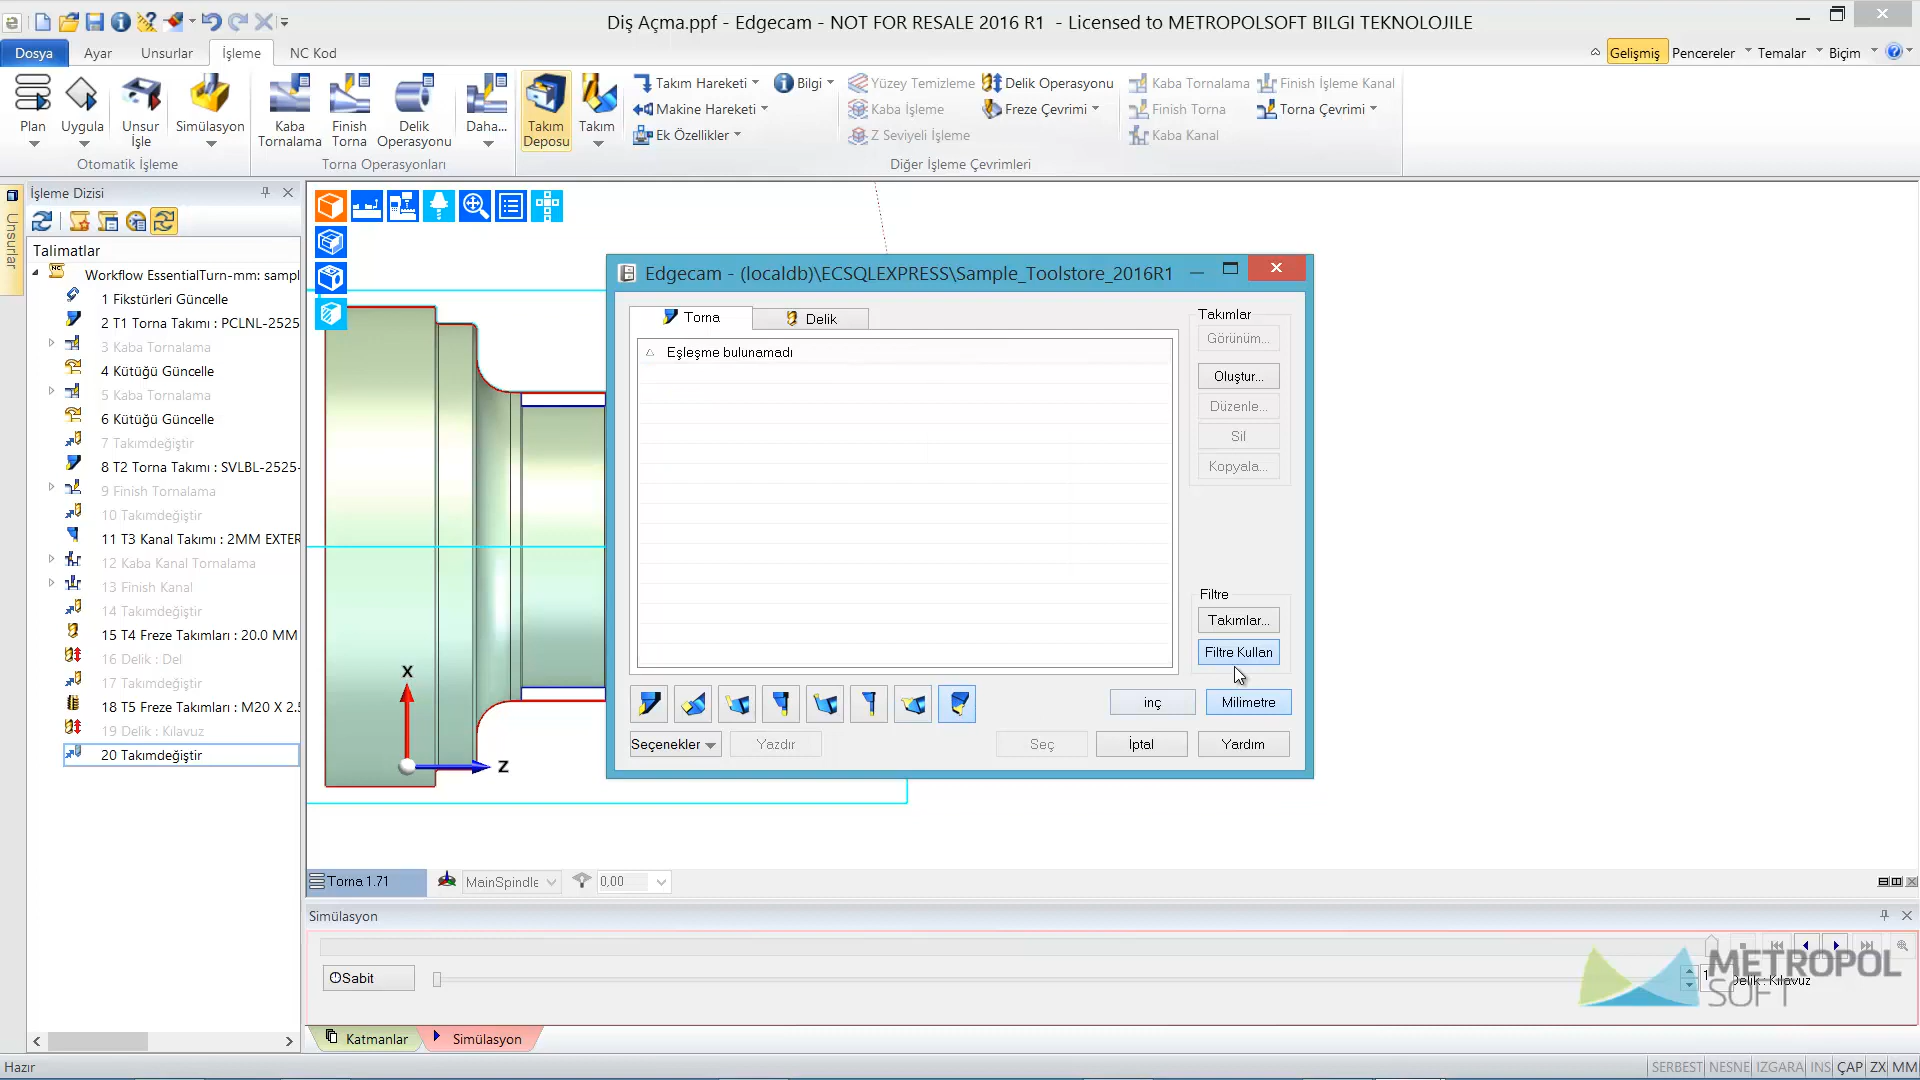 Diş Açma.ppf - Edgecam - NOT FOR RESALE 2016 R1 - Licensed to METROPOLSOFT BILGI TEKNOLOJILE
Dosya Ayar Unsurlar İşleme NC Kod
Gelişmiş Pencereler Temalar Biçim
Plan
Uygula
Unsur İşle
Simülasyon
Otomatik İşleme
Kaba Tornalama
Finish Torna
Delik Operasyonu
Daha...
Torna Operasyonları
Takım Deposu
Takım
Takım Hareketi
Makine Hareketi
Ek Özellikler
Bilgi
Yüzey Temizleme
Kaba İşleme
Z Seviyeli İşleme
Delik Operasyonu
Freze Çevrimi
Kaba Tornalama
Finish Torna
Kaba Kanal
Finish İşleme Kanal
Torna Çevrimi
Diğer İşleme Çevrimleri
Unsurlar
İşleme Dizisi
Talimatlar
NC
Workflow EssentialTurn-mm: sampl
1 Fikstürleri Güncelle
2 T1 Torna Takımı : PCLNL-2525
3 Kaba Tornalama
4 Kütüğü Güncelle
5 Kaba Tornalama
6 Kütüğü Güncelle
7 Takımdeğiştir
8 T2 Torna Takımı : SVLBL-2525-
9 Finish Tornalama
10 Takımdeğiştir
11 T3 Kanal Takımı : 2MM EXTER
12 Kaba Kanal Tornalama
13 Finish Kanal
14 Takımdeğiştir
15 T4 Freze Takımları : 20.0 MM
16 Delik : Del
17 Takımdeğiştir
18 T5 Freze Takımları : M20 X 2.5
19 Delik : Kılavuz
20 Takımdeğiştir
X
Z
Edgecam - (localdb)\ECSQLEXPRESS\Sample_Toolstore_2016R1
Torna Delik
Eşleşme bulunamadı
Takımlar
Görünüm...
Oluştur...
Düzenle...
Sil
Kopyala...
Filtre
Takımlar...
Filtre Kullan
inç Milimetre
Seçenekler Yazdır Seç İptal Yardım
Torna 1.71 MainSpindle 0,00
Simülasyon
Sabit
1
Delik : Kılavuz
METROPOL
SOFT
Katmanlar Simülasyon
Hazır
SERBEST NESNE IZGARA INS ÇAP ZX MM